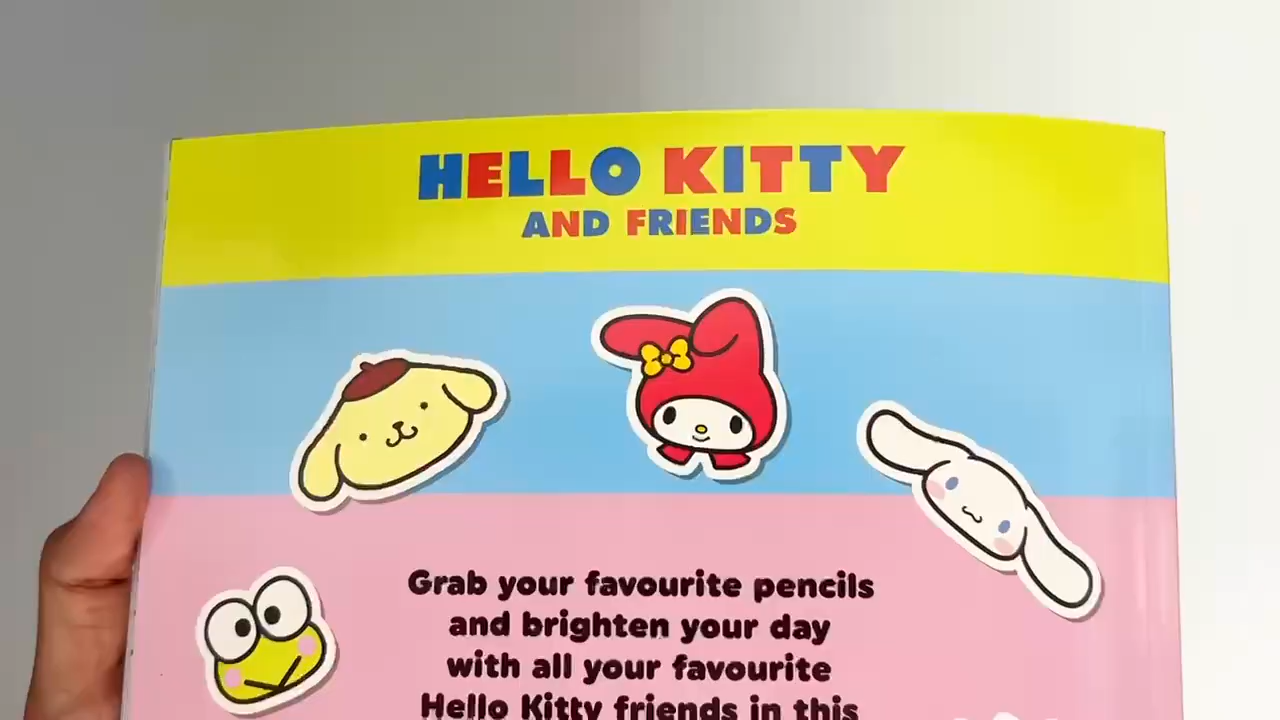 HELLO KITTY
AND FRIENDS
Grab your favourite pencils
and brighten your day
with all your favourite
Hello Kitty friends in this